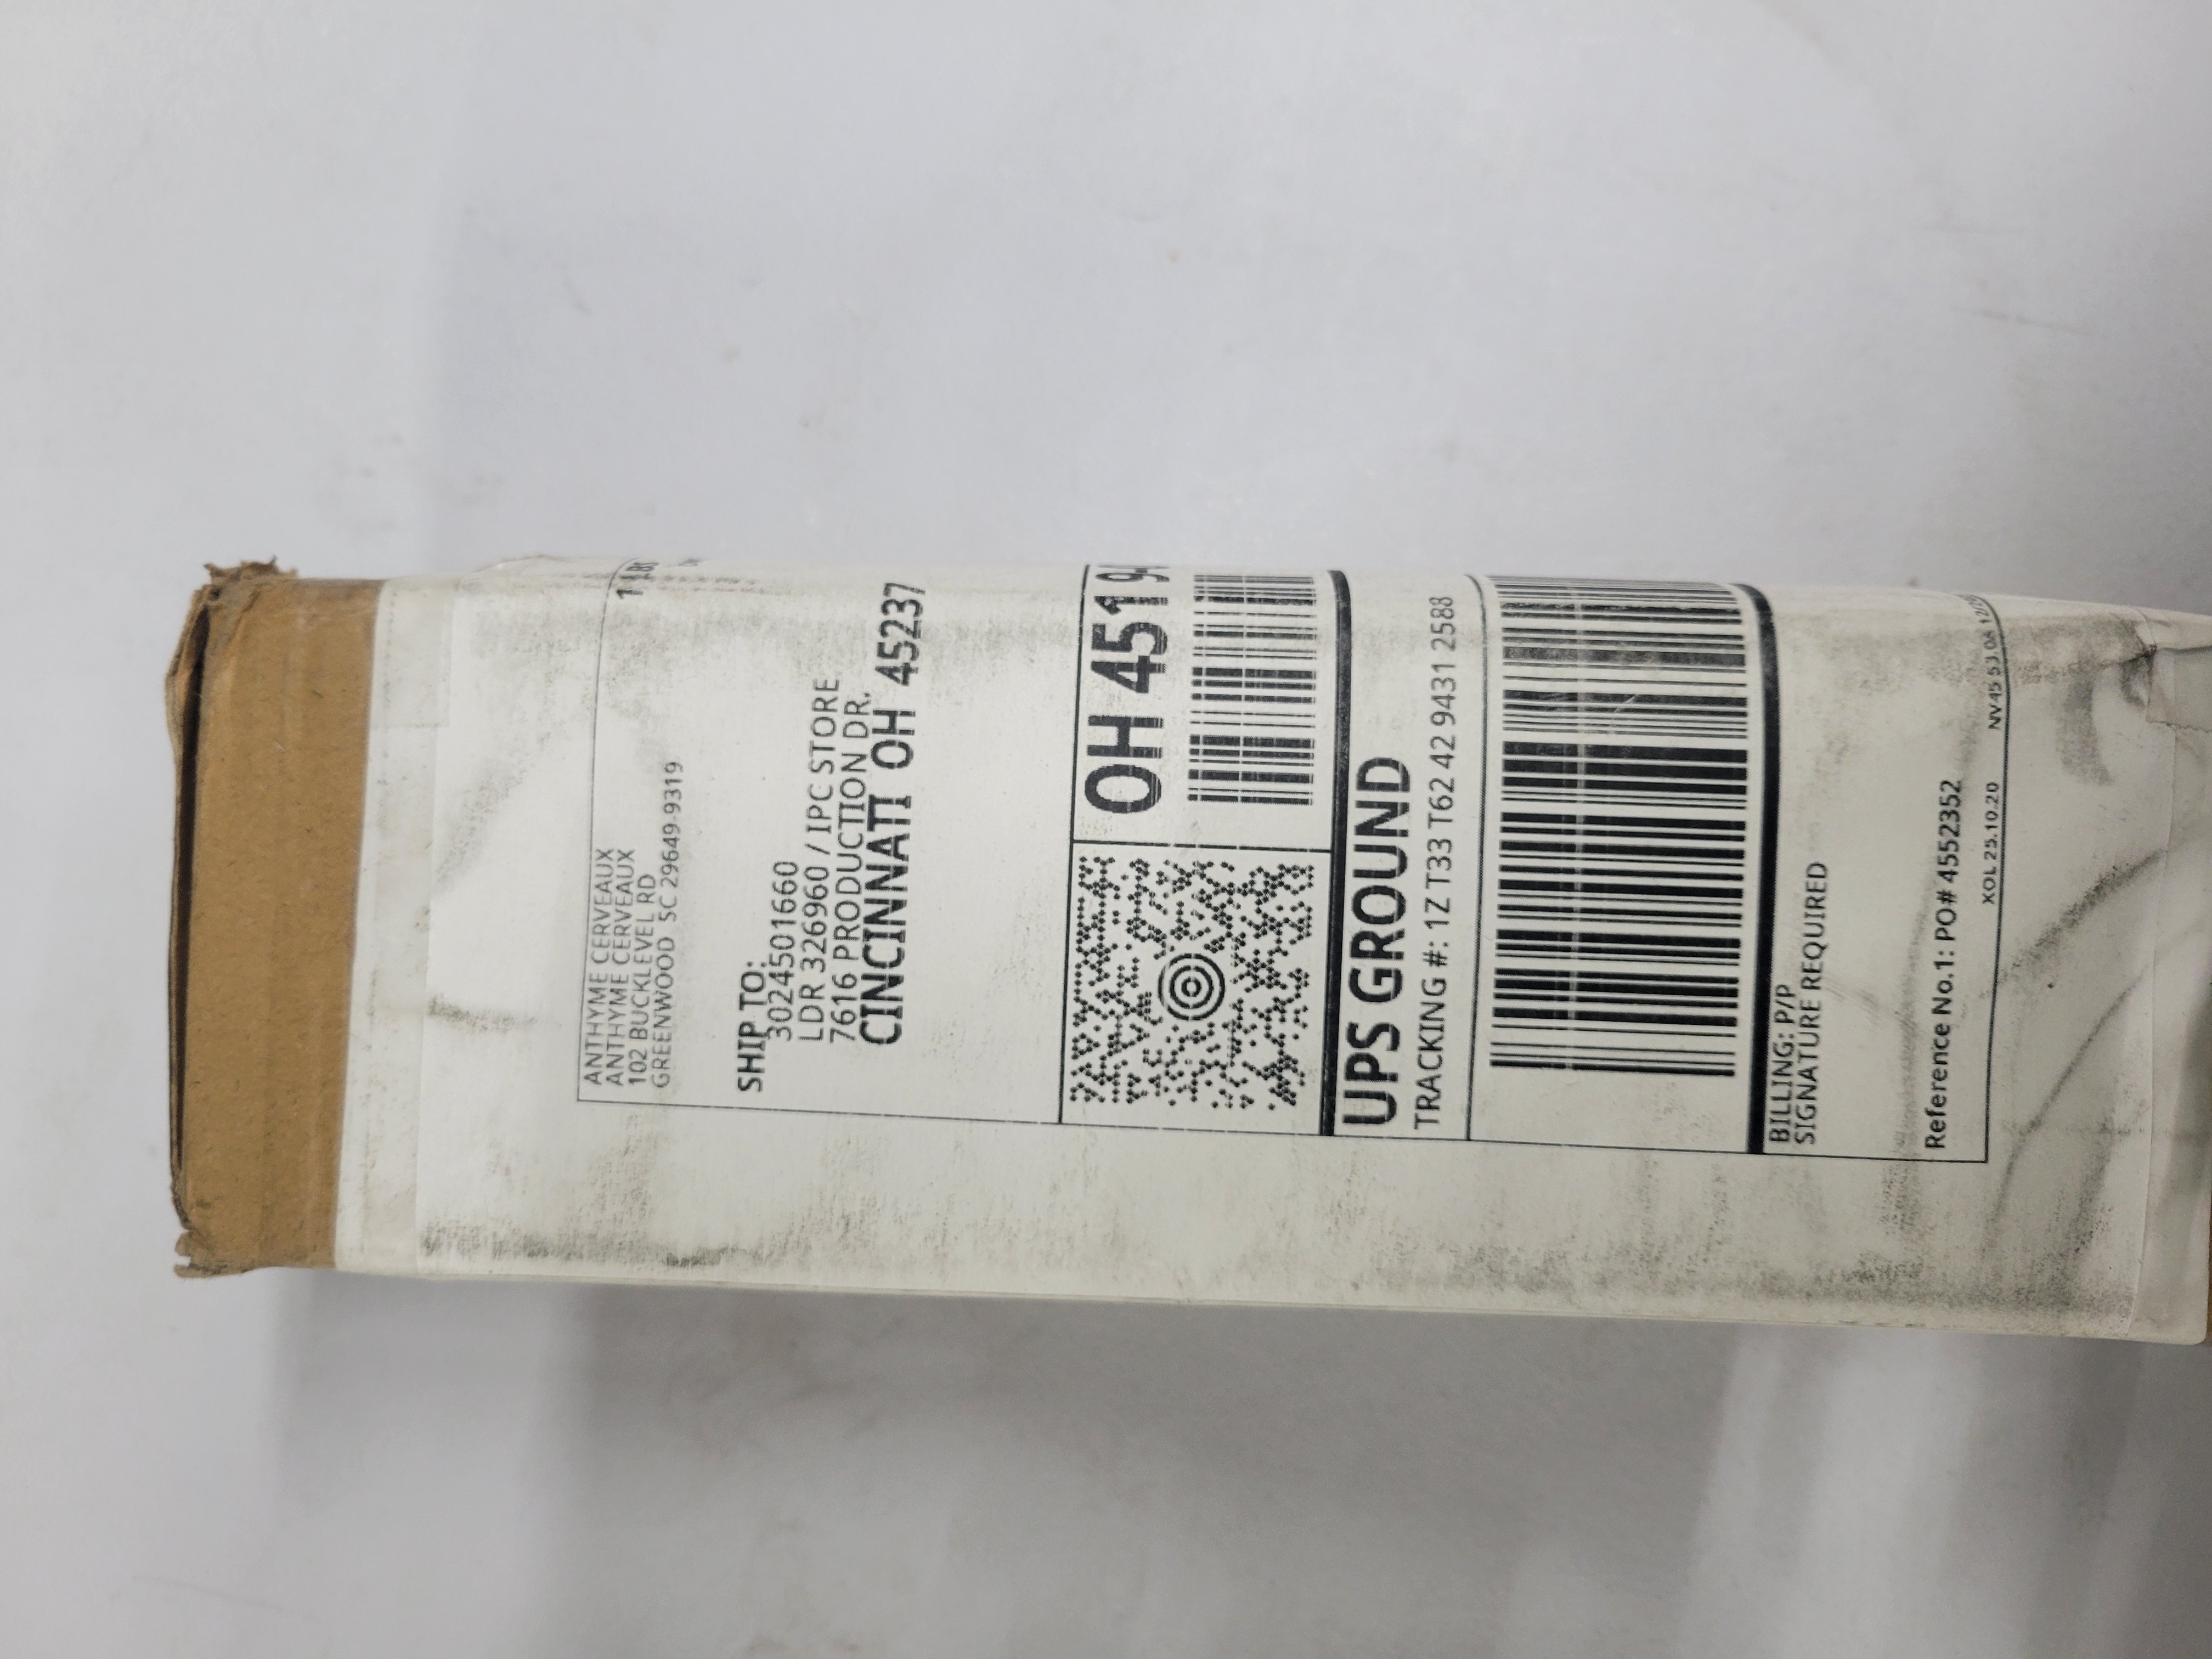 ANTHYME CERVEAUX
ANTHYME CERVEAUX
102 BUCKLEVEL RD
GREENWOOD SC 29649-9319
SHIP TO:
3024501660
LDR 326960 / IPC STORE
7616 PRODUCTION DR.
CINCINNATI OH 45237
OH 451
UPS GROUND
TRACKING #: 1Z T33 T62 42 9431 2588
BILLING: P/P
SIGNATURE REQUIRED
Reference No.1: PO# 4552352
XOL 25.10.20 NV45